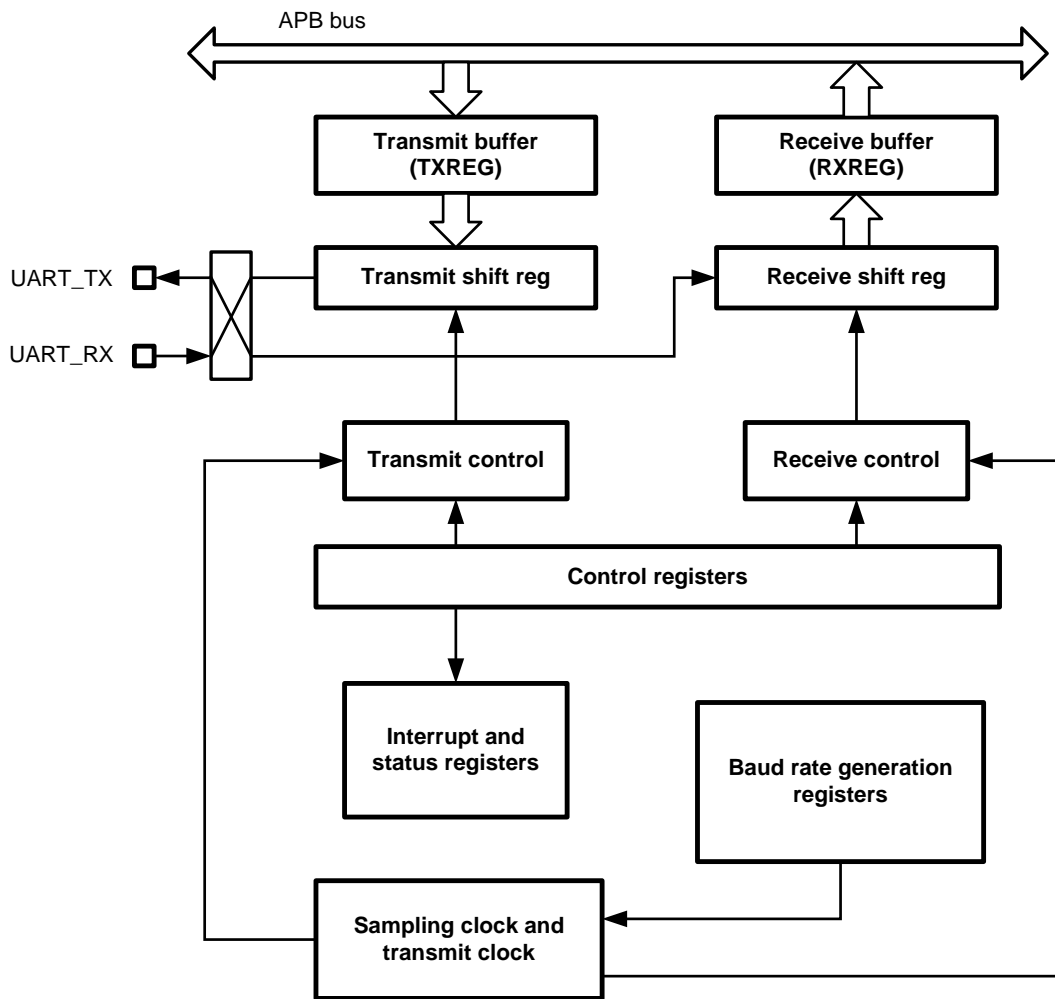 APB bus
Transmit buffer
(TXREG)
Receive buffer
(RXREG)
UART_TX
Transmit shift reg
Receive shift reg
UART_RX
Transmit control
Receive control
Control registers
Interrupt and
status registers
Baud rate generation
registers
Sampling clock and
transmit clock